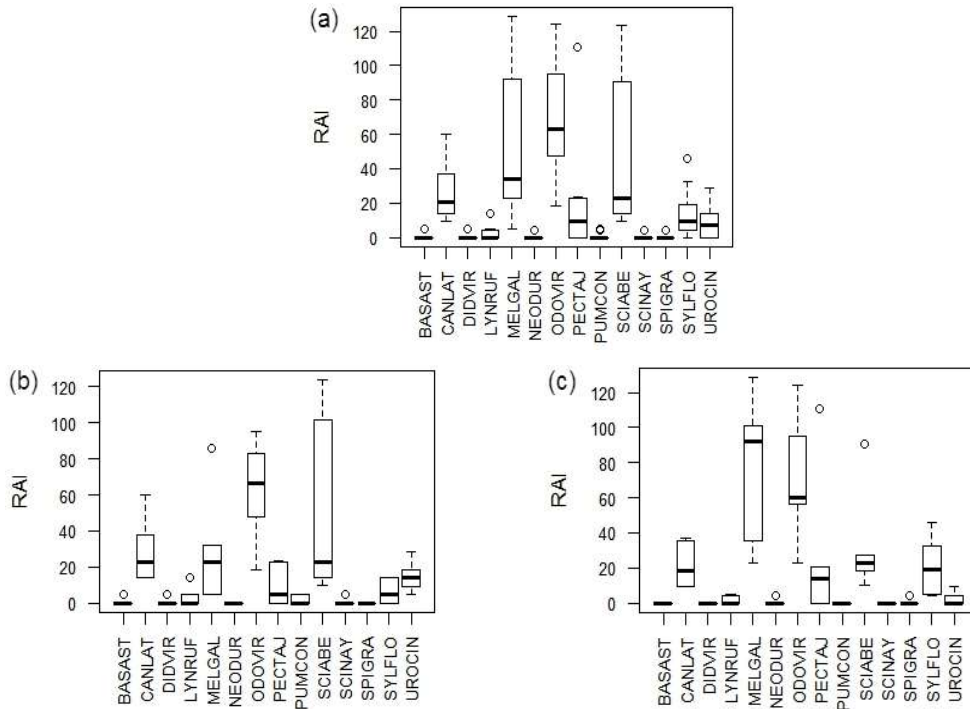 (a)
RAI
120
100
80
60
40
20
0
BASAST
CANLAT
DIDVIR
LYNRUF
MELGAL
NEODUR
ODOVIR
PECTAJ
PUMCON
SCIABE
SCINAY
SPIGRA
SYLFLO
UROCIN
(b)
RAI
120
100
80
60
40
20
0
BASAST
CANLAT
DIDVIR
LYNRUF
MELGAL
NEODUR
ODOVIR
PECTAJ
PUMCON
SCIABE
SCINAY
SPIGRA
SYLFLO
UROCIN
(c)
RAI
120
100
80
60
40
20
0
BASAST
CANLAT
DIDVIR
LYNRUF
MELGAL
NEODUR
ODOVIR
PECTAJ
PUMCON
SCIABE
SCINAY
SPIGRA
SYLFLO
UROCIN